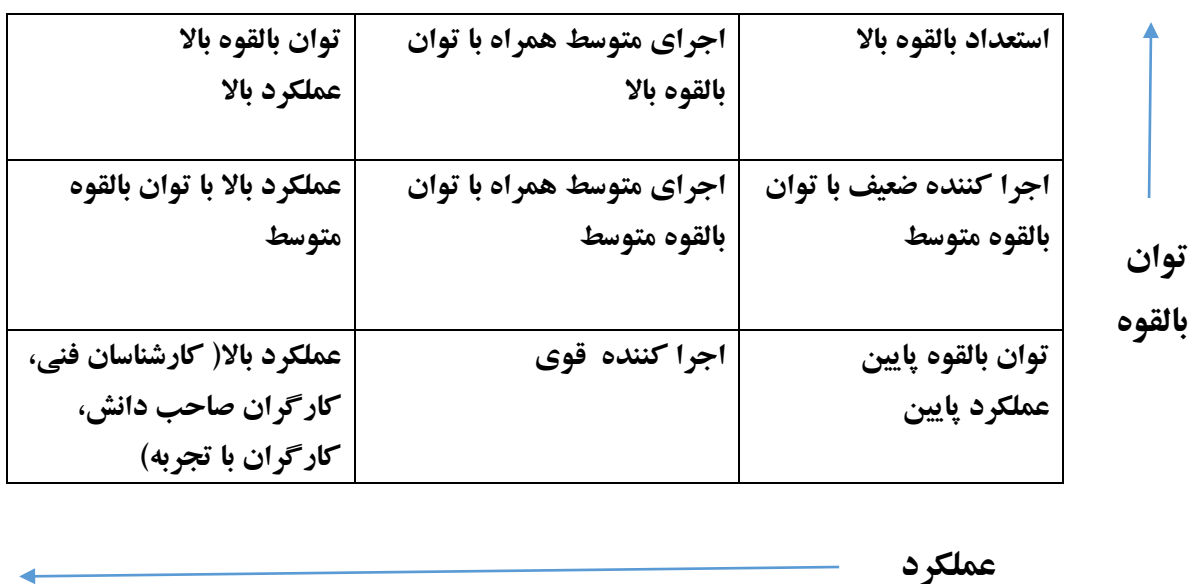 استعداد بالقوه بالا
اجرای متوسط همراه با توان
بالقوه بالا
توان بالقوه بالا
عملکرد بالا
اجرا کننده ضعیف با توان
بالقوه متوسط
اجرای متوسط همراه با توان
بالقوه متوسط
عملکرد بالا با توان بالقوه
متوسط
توان بالقوه پایین
عملکرد پایین
اجرا کننده قوی
عملکرد بالا( کارشناسان فنی،
کارگران صاحب دانش،
کارگران با تجربه)
توان
بالقوه
عملکرد